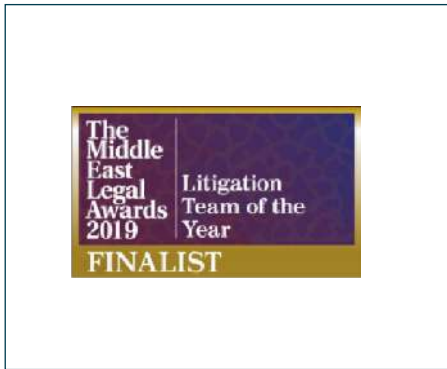 The
Middle
East
Legal
Awards
2019
Litigation
Team of the
Year
FINALIST